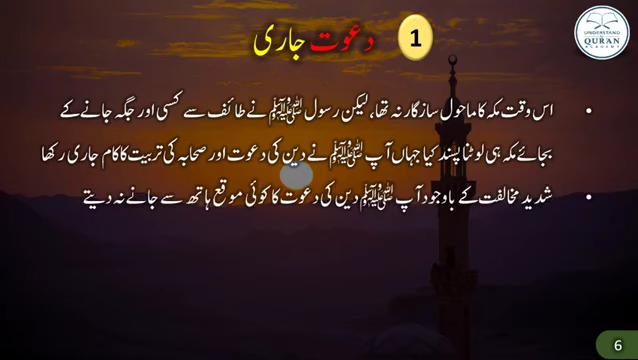 1 دعوت جاری
UNDERSTAND
QURAN
ACADEMY
• اس وقت مکہ کا ماحول سازگار نہ تھا، لیکن رسول ﷺ نے طائف سے کسی اور جگہ جانے کے
بجائے مکہ ہی لوٹنا پسند کیا جہاں آپ ﷺ نے دین کی دعوت اور صحابہ کی تربیت کا کام جاری رکھا
• شدید مخالفت کے باوجود آپ ﷺ دین کی دعوت کا کوئی موقع ہاتھ سے جانے نہ دیتے
6